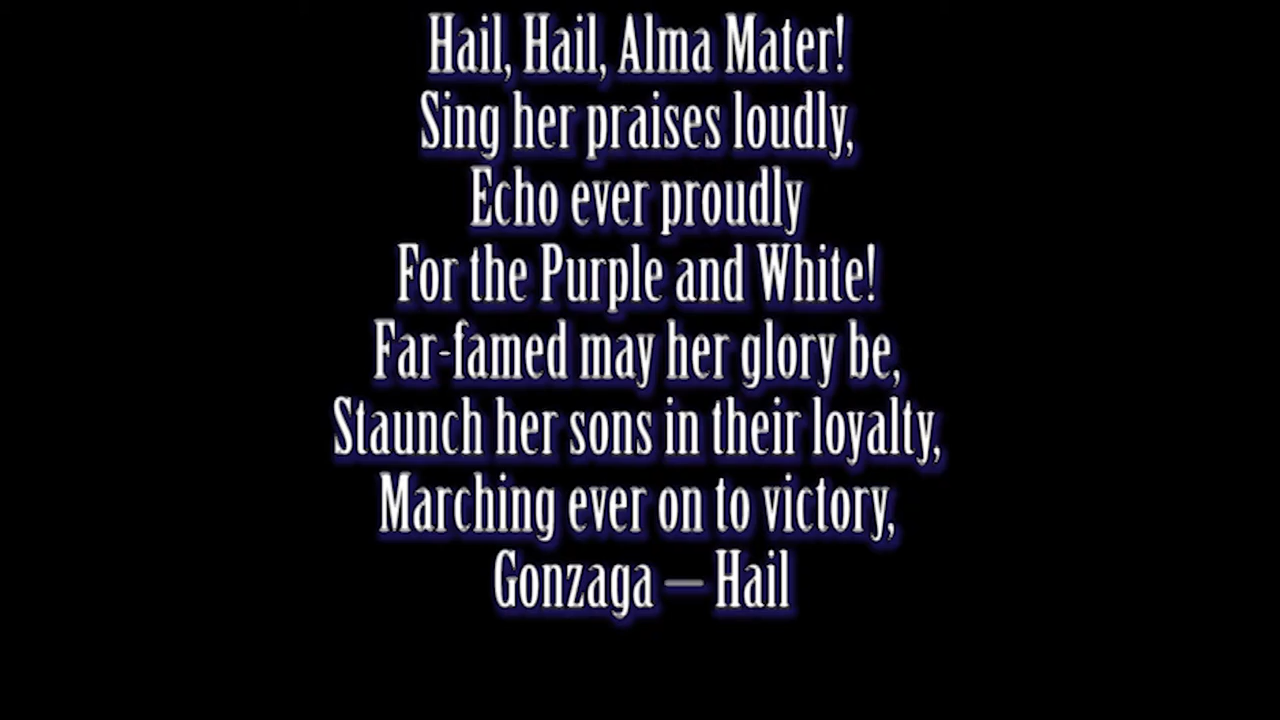 Hail, Hail, Alma Mater!
Sing her praises loudly,
Echo ever proudly
For the Purple and White!
Far-famed may her glory be,
Staunch her sons in their loyalty,
Marching ever on to victory,
Gonzaga — Hail